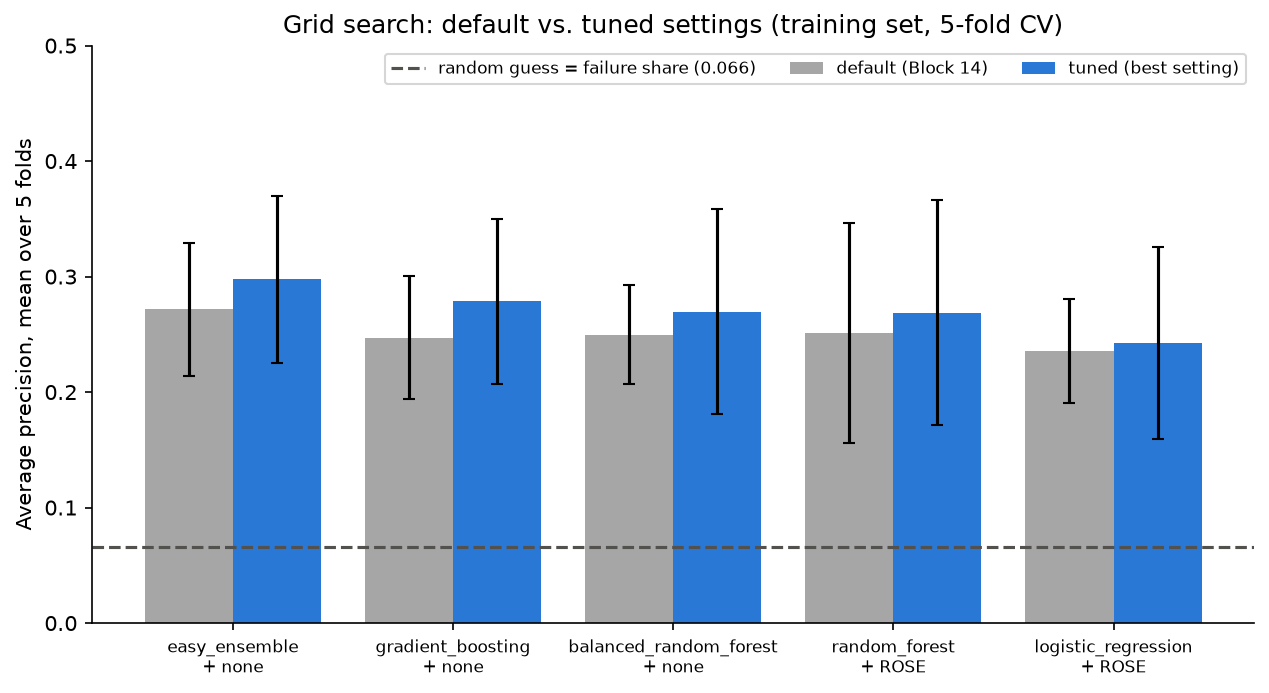 Grid search: default vs. tuned settings (training set, 5-fold CV)
random guess = failure share (0.066)
default (Block 14)
tuned (best setting)
Average precision, mean over 5 folds
0.5
0.4
0.3
0.2
0.1
0.0
easy_ensemble
+ none
gradient_boosting
+ none
balanced_random_forest
+ none
random_forest
+ ROSE
logistic_regression
+ ROSE